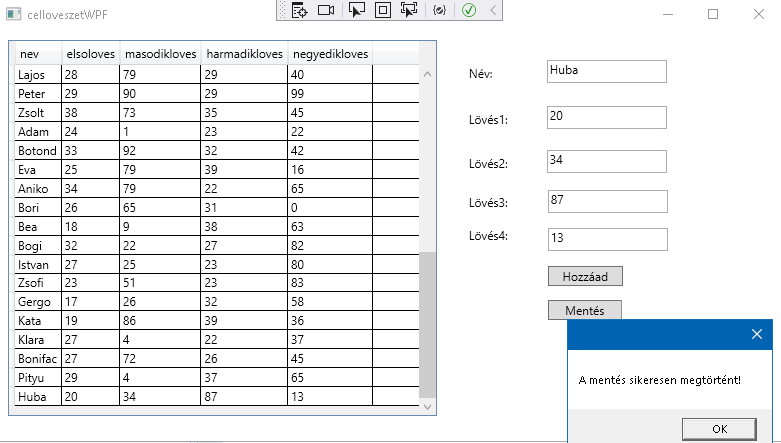 celloveszetWPF
nev elsoloves masodikloves harmadikloves negyedikloves
Lajos 28 79 29 40
Peter 29 90 29 99
Zsolt 38 73 35 45
Adam 24 1 23 22
Botond 33 92 32 42
Eva 25 79 39 16
Aniko 34 79 22 65
Bori 26 65 31 0
Bea 18 9 38 63
Bogi 32 22 27 82
Istvan 27 25 23 80
Zsofi 23 51 23 83
Gergo 17 26 32 58
Kata 19 86 39 36
Klara 27 4 22 37
Bonifac 27 72 26 45
Pityu 29 4 37 65
Huba 20 34 87 13
Név: Huba
Lövés1: 20
Lövés2: 34
Lövés3: 87
Lövés4: 13
Hozzáad
Mentés
A mentés sikeresen megtörtént!
OK